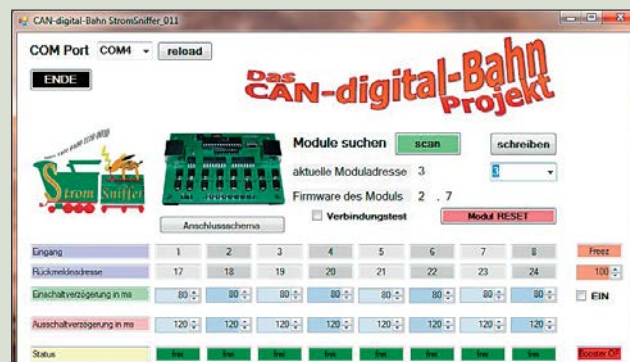 CAN-digital-Bahn StromSniffer_011
COM Port COM4 reload
ENDE
Das
CAN-digital-Bahn
Projekt
Module suchen scan schreiben
aktuelle Moduladresse 3 3
Firmware des Moduls 2 . 7
Strom Sniffer
Verbindungstest Modul RESET
Anschlussschema
Eingang 1 2 3 4 5 6 7 8 Freez
Rückmeldeadresse 17 18 19 20 21 22 23 24 100
Einschaltverzögerung in ms 80 80 80 80 80 80 80 80 EIN
Ausschaltverzögerung in ms 120 120 120 120 120 120 120 120
Status frei frei frei frei frei frei frei frei Booster